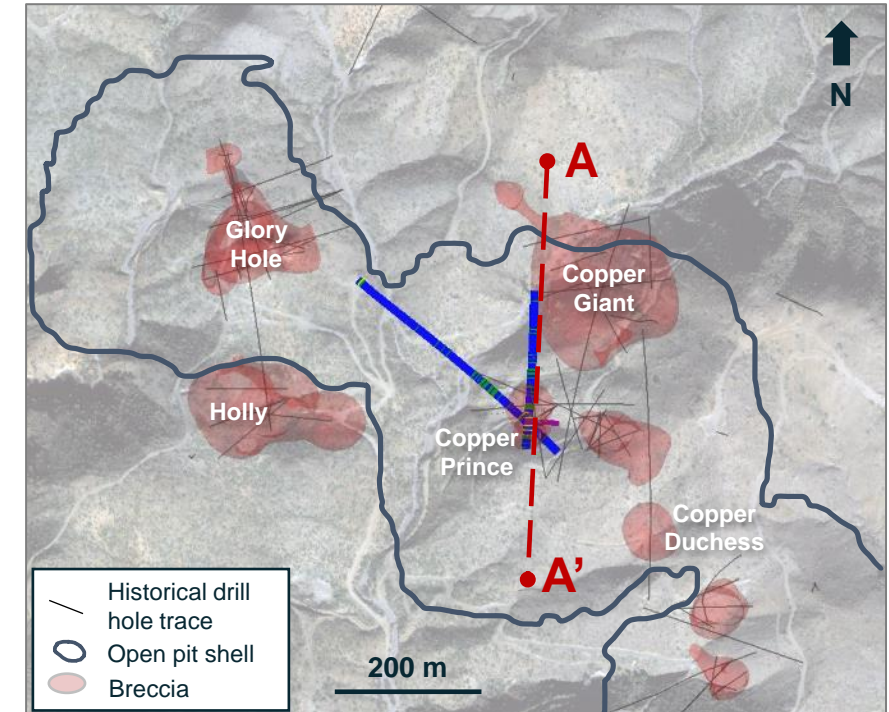 N
A
Glory
Hole
Copper
Giant
Holly
Copper
Prince
Copper
Duchess
A’
Historical drill
hole trace
Open pit shell
Breccia
200 m